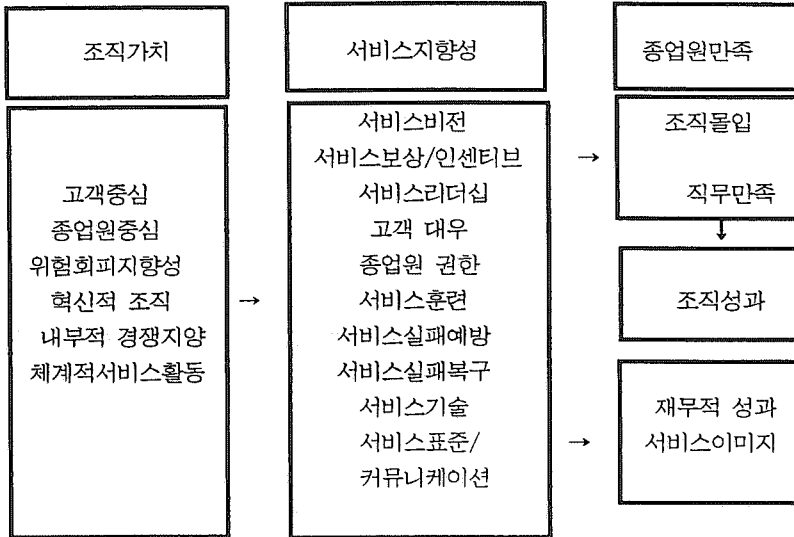 조직가치
고객중심
종업원중심
위험회피지향성
혁신적 조직
내부적 경쟁지양
체계적서비스활동
→
서비스지향성
서비스비전
서비스보상/인센티브
서비스리더십
고객 대우
종업원 권한
서비스훈련
서비스실패예방
서비스실패복구
서비스기술
서비스표준/
커뮤니케이션
→
→
종업원만족
조직몰입
직무만족
↓
조직성과
재무적 성과
서비스이미지